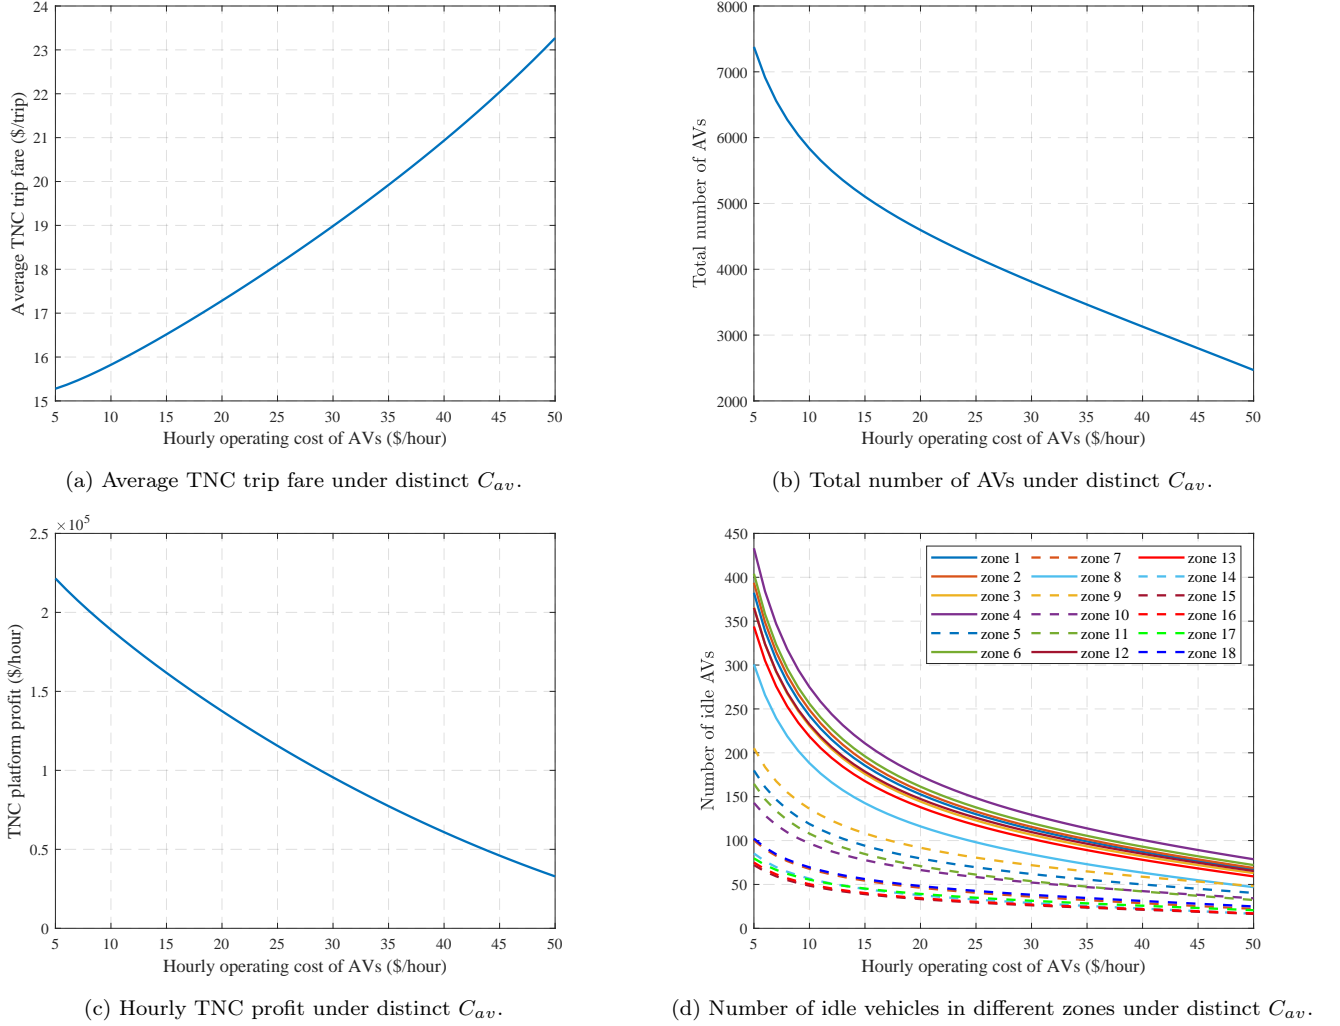 24
23
22
21
20
19
18
17
16
15
Average TNC trip fare ($/trip)
5 10 15 20 25 30 35 40 45 50
Hourly operating cost of AVs ($/hour)
(a) Average TNC trip fare under distinct C_av.
8000
7000
6000
5000
4000
3000
2000
Total number of AVs
5 10 15 20 25 30 35 40 45 50
Hourly operating cost of AVs ($/hour)
(b) Total number of AVs under distinct C_av.
×10^5
2.5
2
1.5
1
0.5
0
TNC platform profit ($/hour)
5 10 15 20 25 30 35 40 45 50
Hourly operating cost of AVs ($/hour)
(c) Hourly TNC profit under distinct C_av.
450
400
350
300
250
200
150
100
50
0
Number of idle AVs
zone 1 zone 7 zone 13
zone 2 zone 8 zone 14
zone 3 zone 9 zone 15
zone 4 zone 10 zone 16
zone 5 zone 11 zone 17
zone 6 zone 12 zone 18
5 10 15 20 25 30 35 40 45 50
Hourly operating cost of AVs ($/hour)
(d) Number of idle vehicles in different zones under distinct C_av.